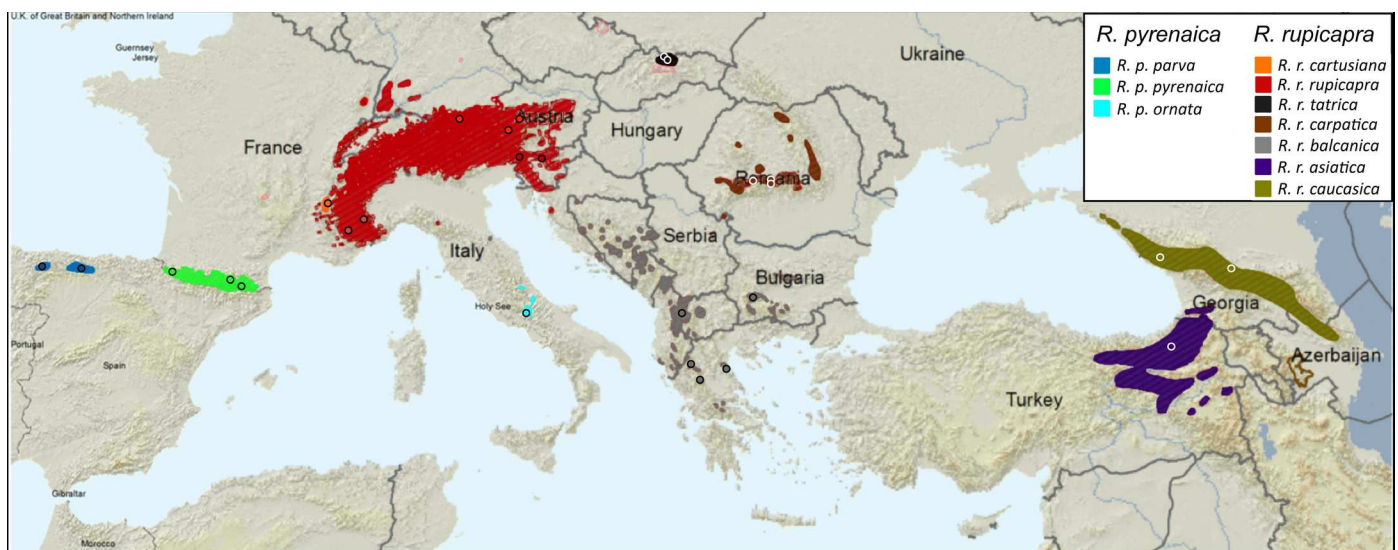 U.K. of Great Britain and Northern Ireland
Guernsey
Jersey
Ukraine
France
Austria
Hungary
Romania
Italy
Serbia
Bulgaria
Holy See
Georgia
Azerbaijan
Portugal
Spain
Turkey
Gibraltar
Morocco
R. pyrenaica
R. p. parva
R. p. pyrenaica
R. p. ornata
R. rupicapra
R. r. cartusiana
R. r. rupicapra
R. r. tatrica
R. r. carpatica
R. r. balcanica
R. r. asiatica
R. r. caucasica